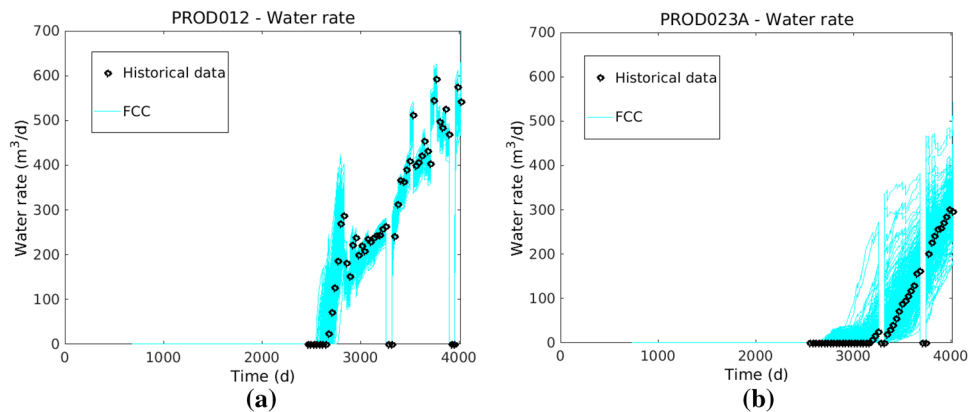 PROD012 - Water rate
700
600
500
400
300
200
100
0
Water rate (m³/d)
Historical data
FCC
0
1000
2000
3000
4000
Time (d)
(a)
PROD023A - Water rate
700
600
500
400
300
200
100
0
Water rate (m³/d)
Historical data
FCC
0
1000
2000
3000
4000
Time (d)
(b)